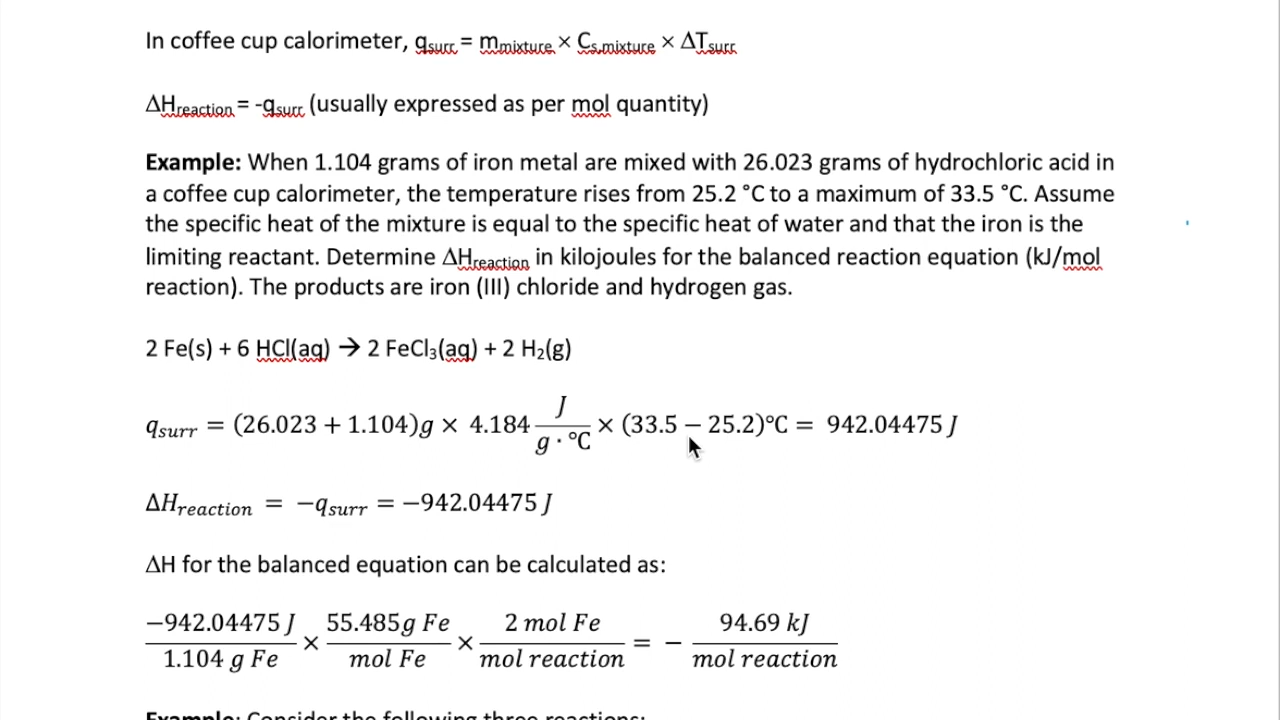 In coffee cup calorimeter, qsurr = mmixture × Cs,mixture × ΔTsurr
ΔHreaction = -qsurr (usually expressed as per mol quantity)
Example: When 1.104 grams of iron metal are mixed with 26.023 grams of hydrochloric acid in
a coffee cup calorimeter, the temperature rises from 25.2 °C to a maximum of 33.5 °C. Assume
the specific heat of the mixture is equal to the specific heat of water and that the iron is the
limiting reactant. Determine ΔHreaction in kilojoules for the balanced reaction equation (kJ/mol
reaction). The products are iron (III) chloride and hydrogen gas.
2 Fe(s) + 6 HCl(aq) → 2 FeCl₃(aq) + 2 H₂(g)
qsurr = (26.023 + 1.104)g × 4.184 J/(g · °C) × (33.5 − 25.2)°C = 942.04475 J
ΔHreaction = −qsurr = −942.04475 J
ΔH for the balanced equation can be calculated as:
−942.04475 J / 1.104 g Fe × 55.485g Fe / mol Fe × 2 mol Fe / mol reaction = − 94.69 kJ / mol reaction
Example: Consider the following three reactions: